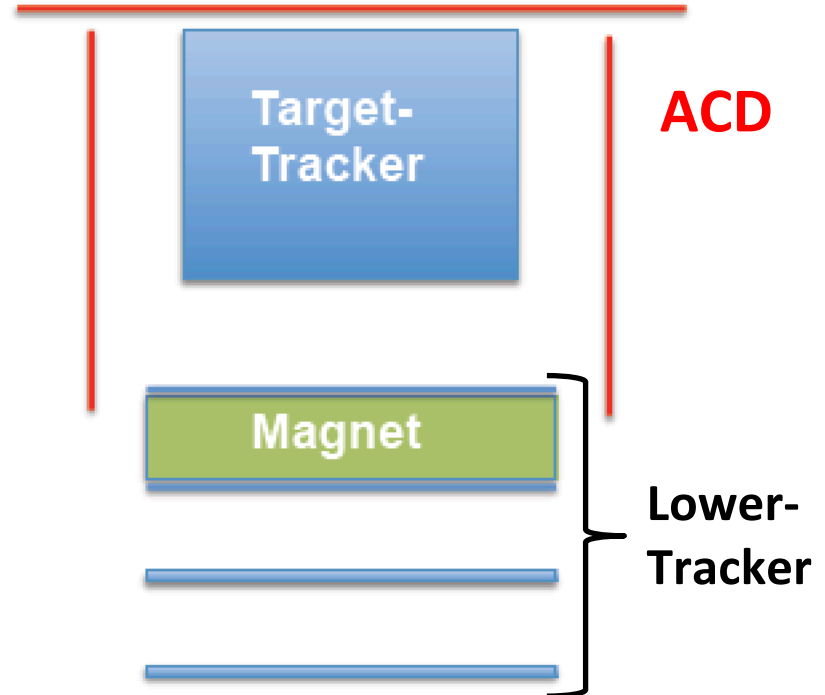 Target-
Tracker
ACD
Magnet
Lower-
Tracker